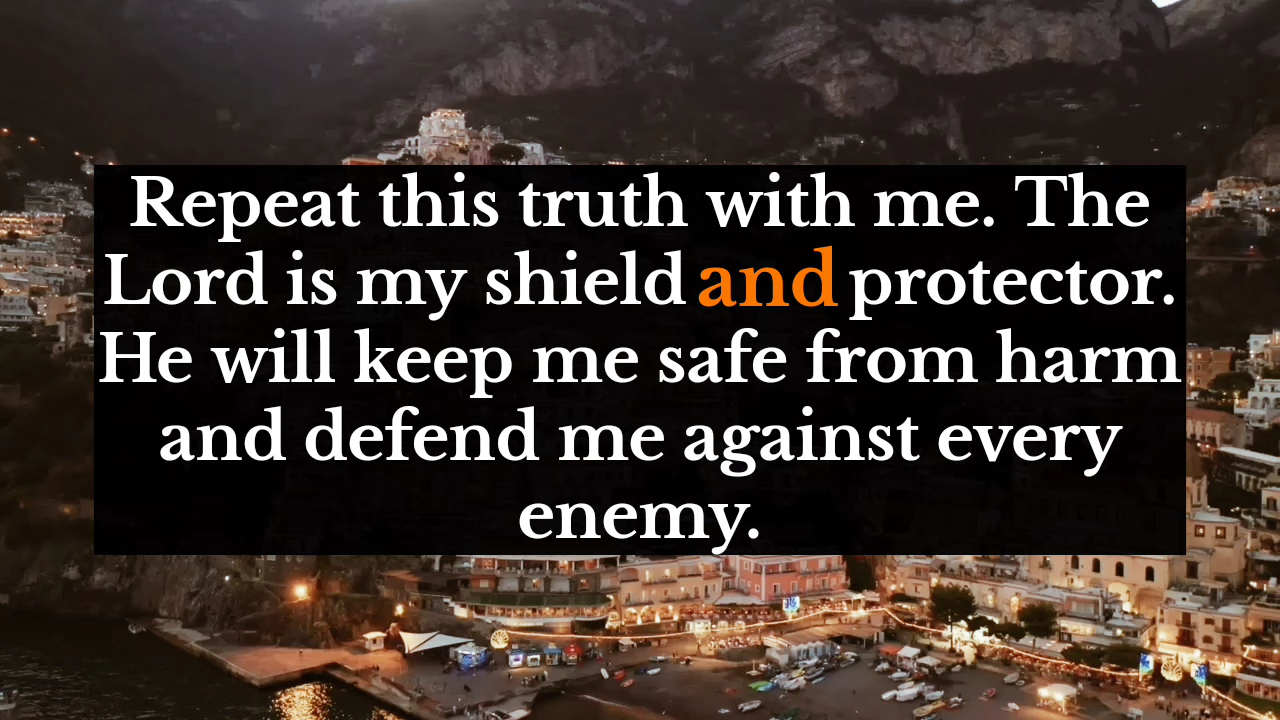 Repeat this truth with me. The
Lord is my shield and protector.
He will keep me safe from harm
and defend me against every
enemy.